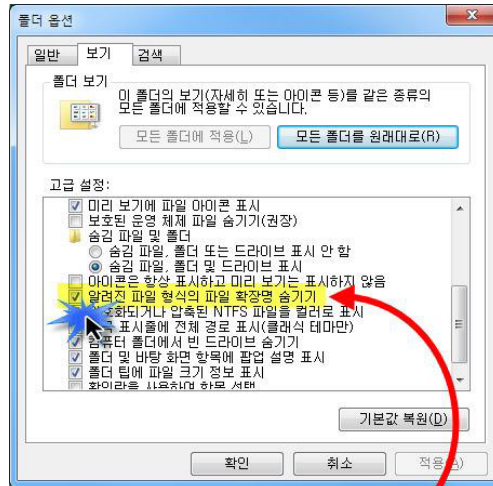 폴더 옵션
일반 보기 검색
폴더 보기
이 폴더의 보기(자세히 또는 아이콘 등)를 같은 종류의
모든 폴더에 적용할 수 있습니다.
모든 폴더에 적용(L) 모든 폴더를 원래대로(R)
고급 설정:
미리 보기에 파일 아이콘 표시
보호된 운영 체제 파일 숨기기(권장)
숨김 파일 및 폴더
숨김 파일, 폴더 또는 드라이브 표시 안 함
숨김 파일, 폴더 및 드라이브 표시
아이콘은 항상 표시하고 미리 보기는 표시하지 않음
알려진 파일 형식의 파일 확장명 숨기기
압축된 NTFS 파일을 컬러로 표시
표시줄에 전체 경로 표시(클래식 테마만)
컴퓨터 폴더에서 빈 드라이브 숨기기
폴더 및 바탕 화면 항목에 팝업 설명 표시
폴더 팁에 파일 크기 정보 표시
확인란을 사용하여 항목 선택
기본값 복원(D)
확인 취소 적용(A)